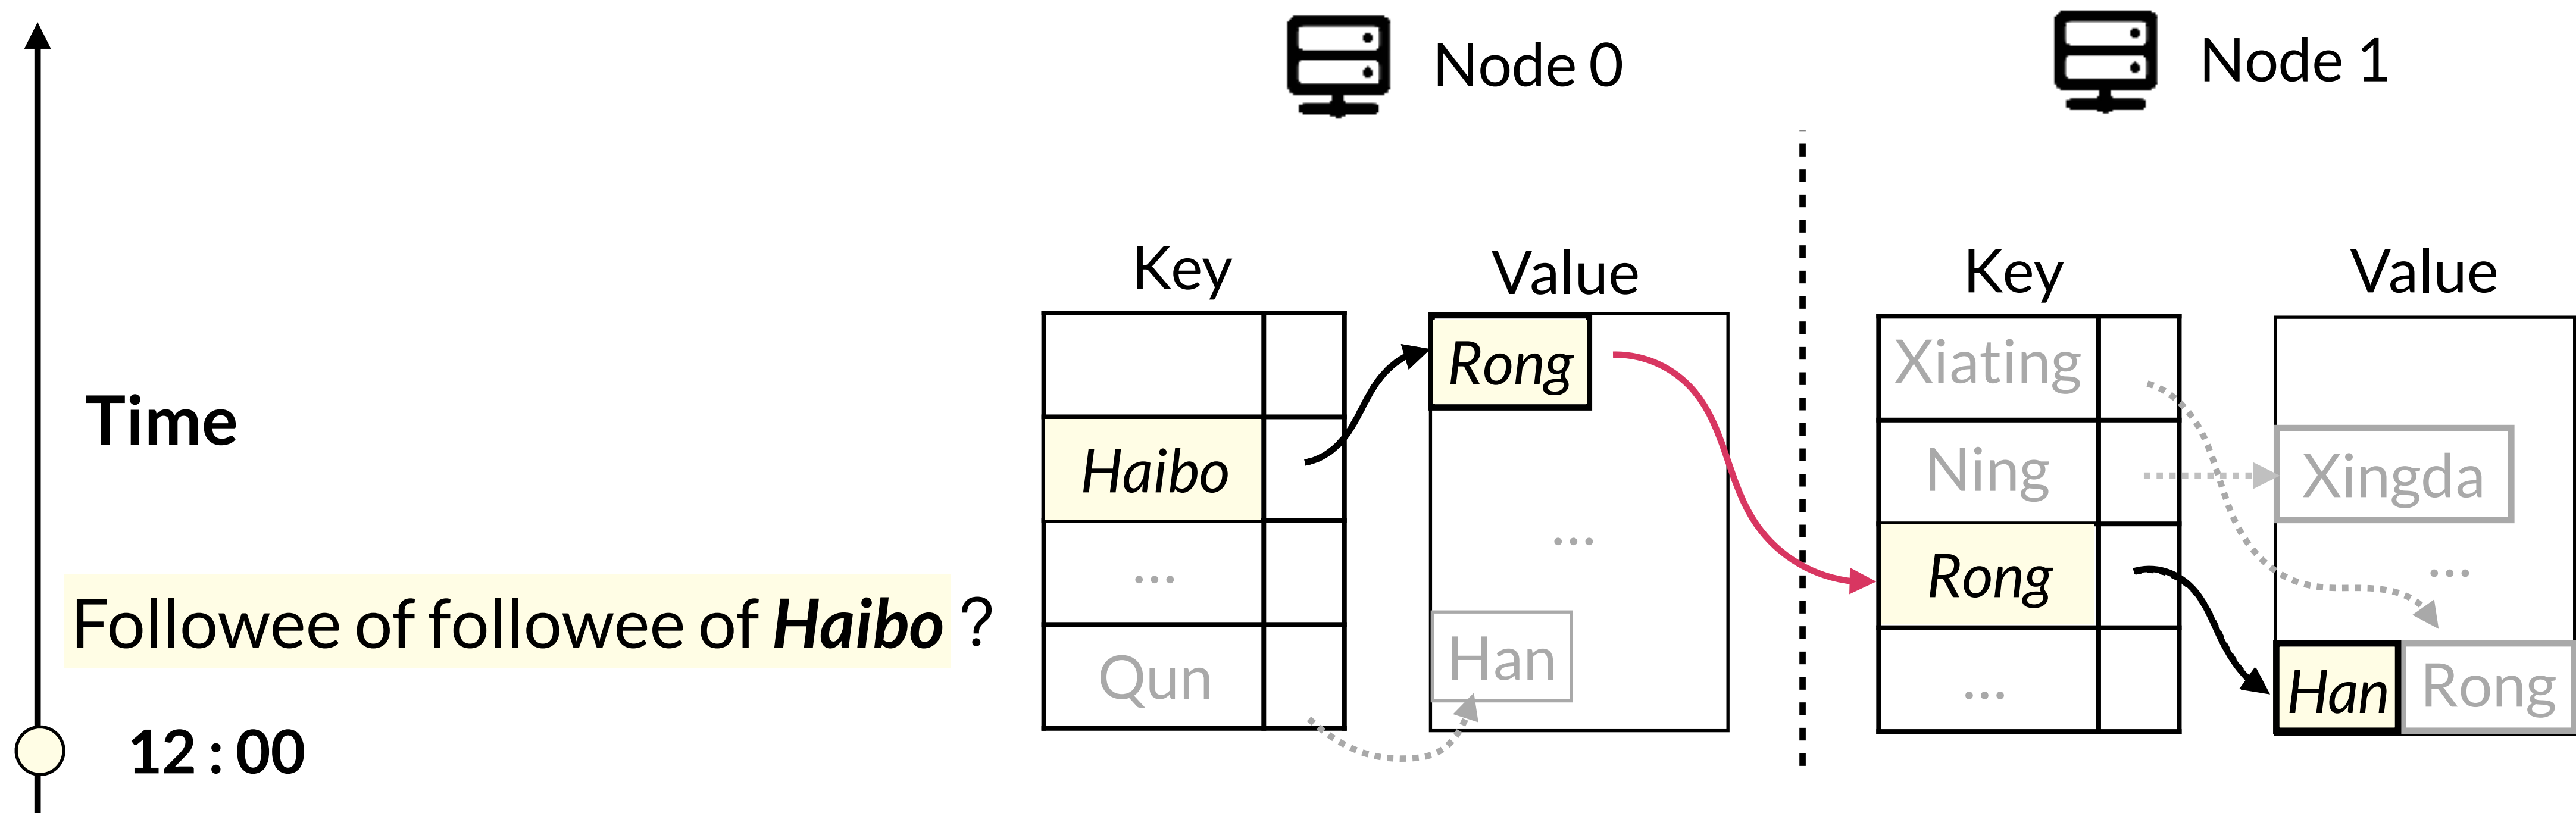 Node 0
Node 1
Key
Value
Key
Value
Time
Haibo
...
Qun
Rong
...
Han
Xiating
Ning
Rong
...
Xingda
...
Han
Rong
Followee of followee of Haibo ?
12 : 00